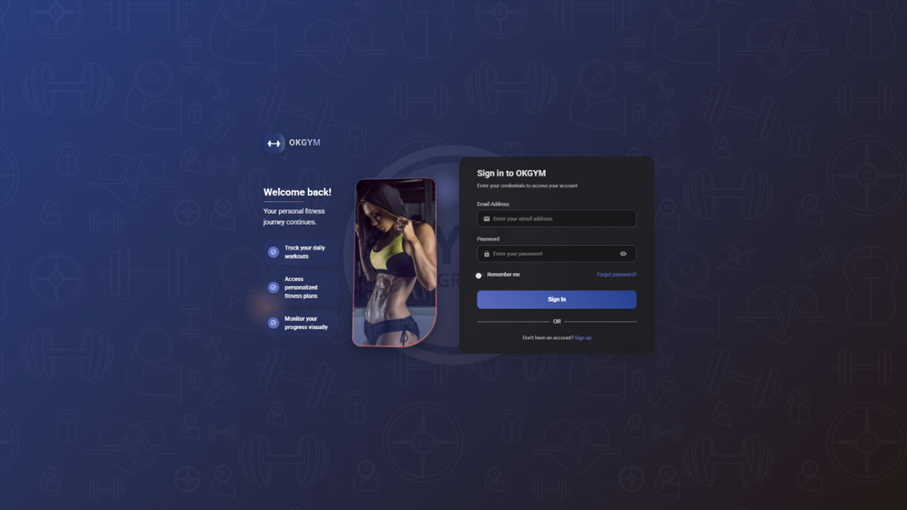 OKGYM
Welcome back!
Your personal fitness
journey continues.
Track your daily
workouts
Access
personalized
fitness plans
Monitor your
progress visually
Sign in to OKGYM
Enter your credentials to access your account
Email Address
Enter your email address
Password
Enter your password
Remember me
Forgot password?
Sign In
OR
Don't have an account? Sign up